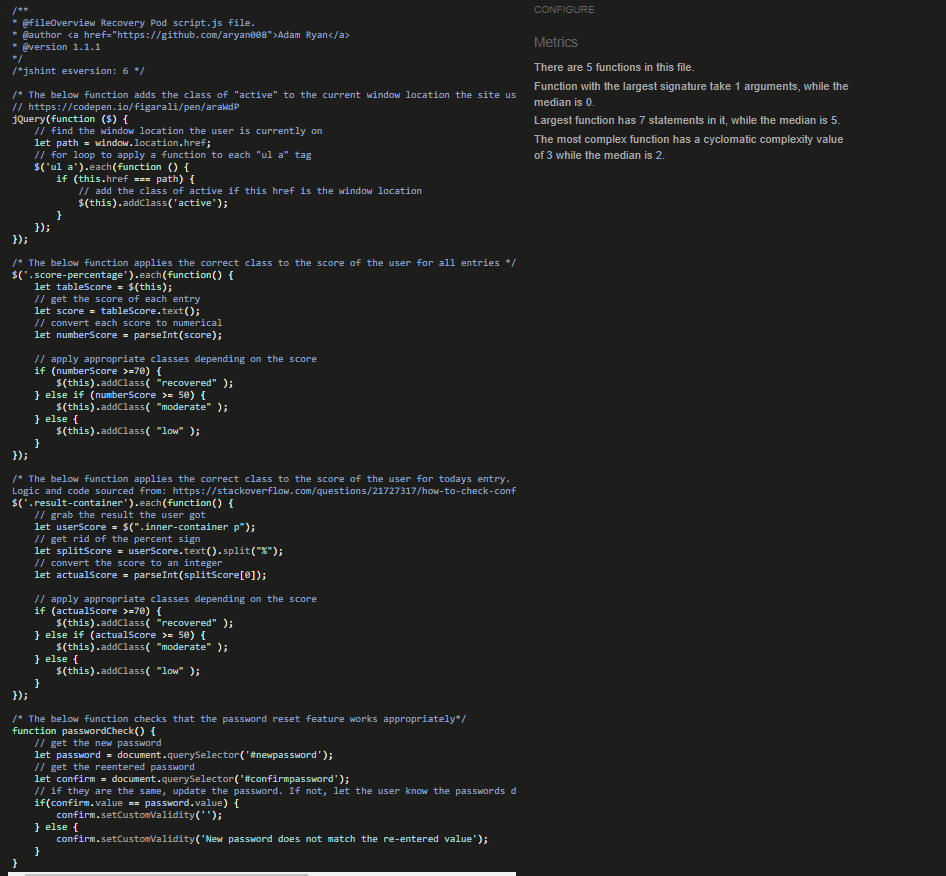 /**
* @fileOverview Recovery Pod script.js file.
* @author <a href="https://github.com/aryan008">Adam Ryan</a>
* @version 1.1.1
*/
/*jshint esversion: 6 */

/* The below function adds the class of "active" to the current window location the site us
// https://codepen.io/figarali/pen/araWdP
jQuery(function ($) {
    // find the window location the user is currently on
    let path = window.location.href;
    // for loop to apply a function to each "ul a" tag
    $('ul a').each(function () {
        if (this.href === path) {
            // add the class of active if this href is the window location
            $(this).addClass('active');
        }
    });
});

/* The below function applies the correct class to the score of the user for all entries */
$('.score-percentage').each(function() {
    let tableScore = $(this);
    // get the score of each entry
    let score = tableScore.text();
    // convert each score to numerical
    let numberScore = parseInt(score);

    // apply appropriate classes depending on the score
    if (numberScore >=70) {
        $(this).addClass( "recovered" );
    } else if (numberScore >= 50) {
        $(this).addClass( "moderate" );
    } else {
        $(this).addClass( "low" );
    }
});

/* The below function applies the correct class to the score of the user for todays entry.
Logic and code sourced from: https://stackoverflow.com/questions/21727317/how-to-check-conf
$('.result-container').each(function() {
    // grab the result the user got
    let userScore = $(".inner-container p");
    // get rid of the percent sign
    let splitScore = userScore.text().split("%");
    // convert the score to an integer
    let actualScore = parseInt(splitScore[0]);

    // apply appropriate classes depending on the score
    if (actualScore >=70) {
        $(this).addClass( "recovered" );
    } else if (actualScore >= 50) {
        $(this).addClass( "moderate" );
    } else {
        $(this).addClass( "low" );
    }
});

/* The below function checks that the password reset feature works appropriately*/
function passwordCheck() {
    // get the new password
    let password = document.querySelector('#newpassword');
    // get the reentered password
    let confirm = document.querySelector('#confirmpassword');
    // if they are the same, update the password. If not, let the user know the passwords d
    if(confirm.value == password.value) {
        confirm.setCustomValidity('');
    } else {
        confirm.setCustomValidity('New password does not match the re-entered value');
    }
}
CONFIGURE
Metrics
There are 5 functions in this file.
Function with the largest signature take 1 arguments, while the
median is 0.
Largest function has 7 statements in it, while the median is 5.
The most complex function has a cyclomatic complexity value
of 3 while the median is 2.